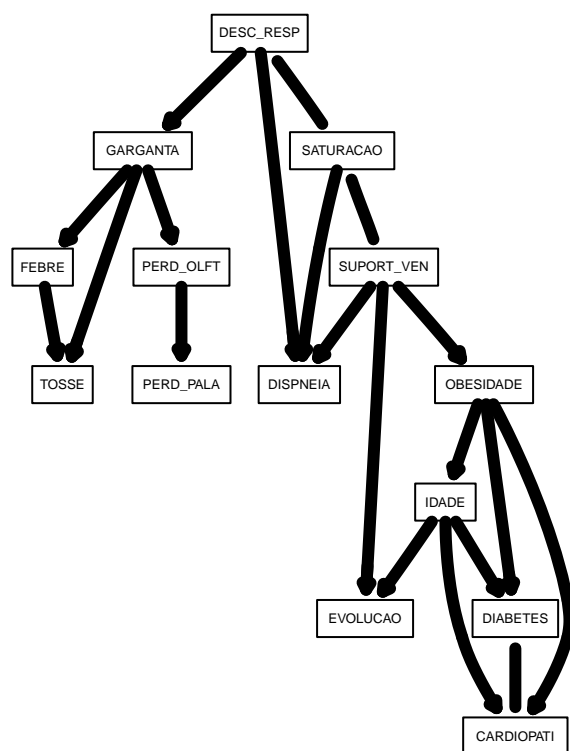 DESC_RESP
GARGANTA
SATURACAO
FEBRE
PERD_OLFT
SUPORT_VEN
TOSSE
PERD_PALA
DISPNEIA
OBESIDADE
IDADE
EVOLUCAO
DIABETES
CARDIOPATI